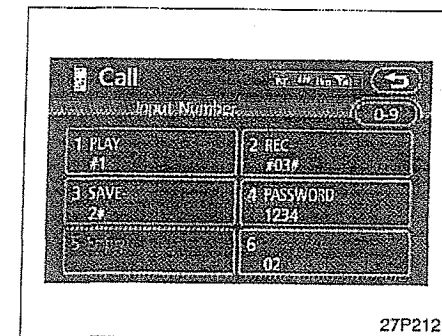 Call
Input Number
0-9
1 PLAY
#1
2 REC
#03#
3 SAVE
2#
4 PASSWORD
1234
5
6
02
27P212